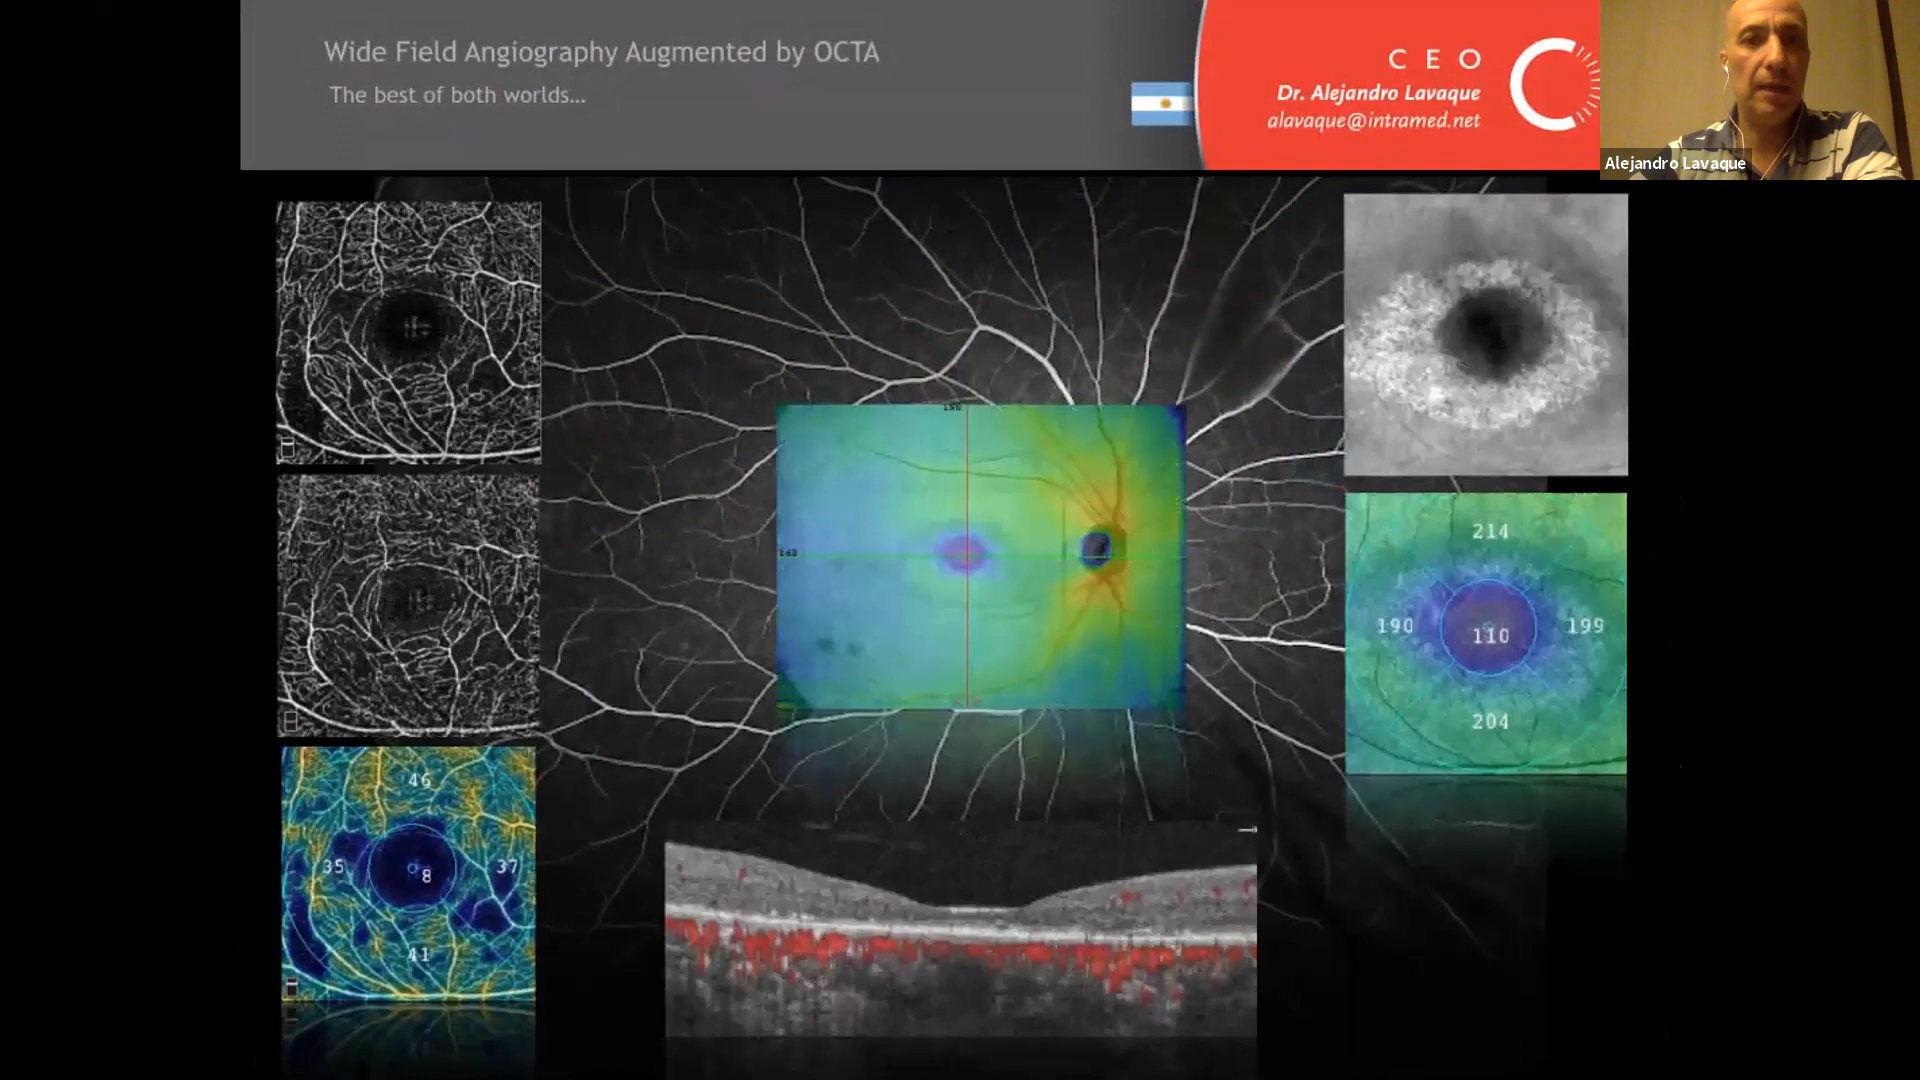 Wide Field Angiography Augmented by OCTA
The best of both worlds...
CEO
Dr. Alejandro Lavaque
alavaque@intramed.net
Alejandro Lavaque
214
190
110
199
204
46
35
8
37
41